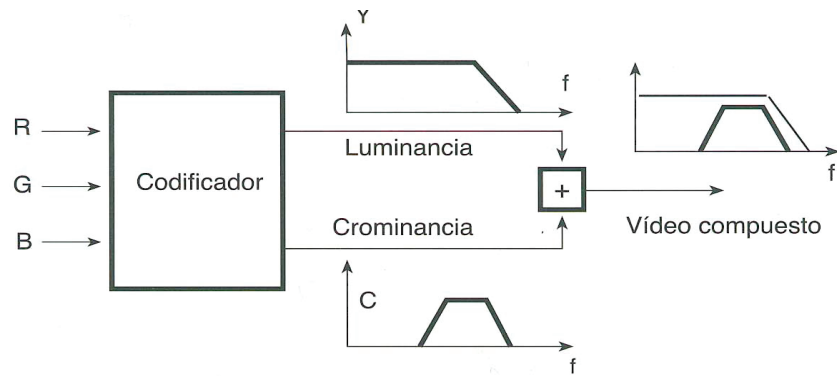 Y
f
R
G
B
Codificador
Luminancia
+
f
Crominancia
Vídeo compuesto
C
f